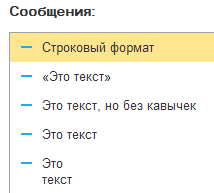 Сообщения:
Строковый формат
«Это текст»
Это текст, но без кавычек
Это текст
Это
текст